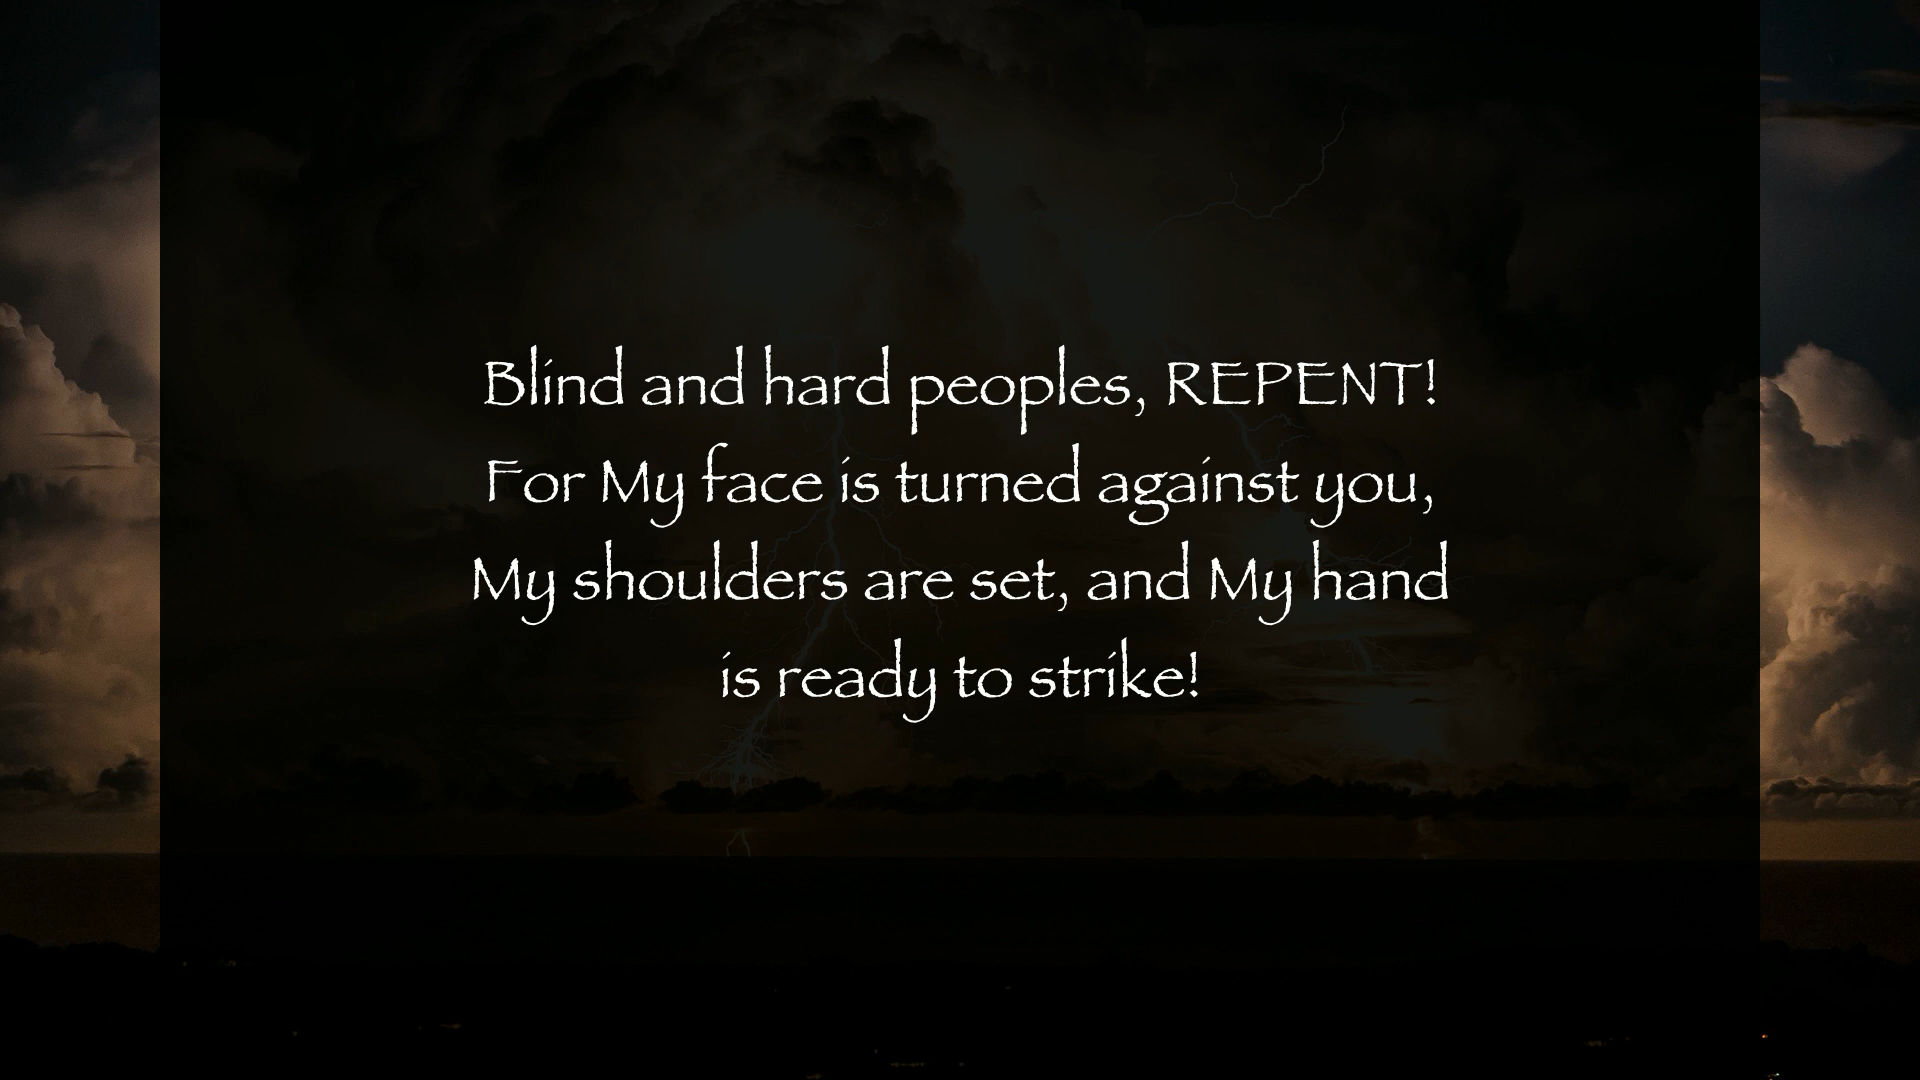 Blind and hard peoples, REPENT!
For My face is turned against you,
My shoulders are set, and My hand
is ready to strike!